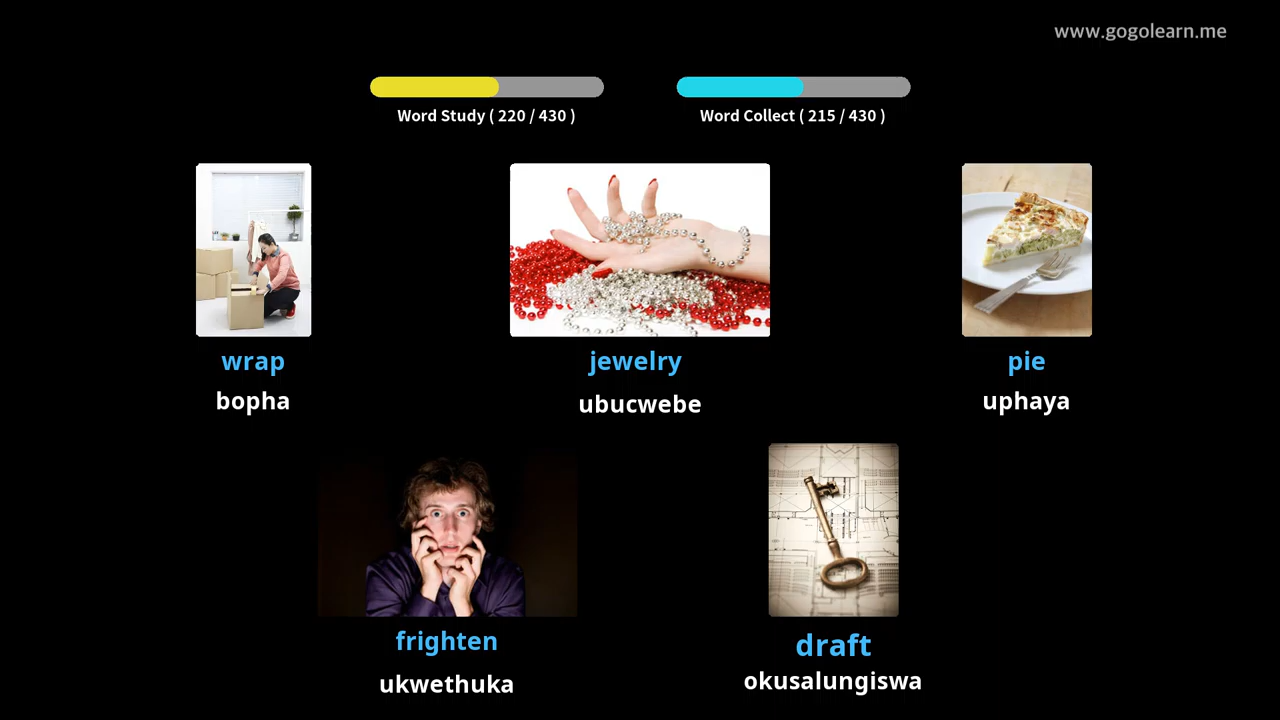 www.gogolearn.me
Word Study ( 220 / 430 )
Word Collect ( 215 / 430 )
wrap
bopha
jewelry
ubucwebe
pie
uphaya
frighten
ukwethuka
draft
okusalungiswa